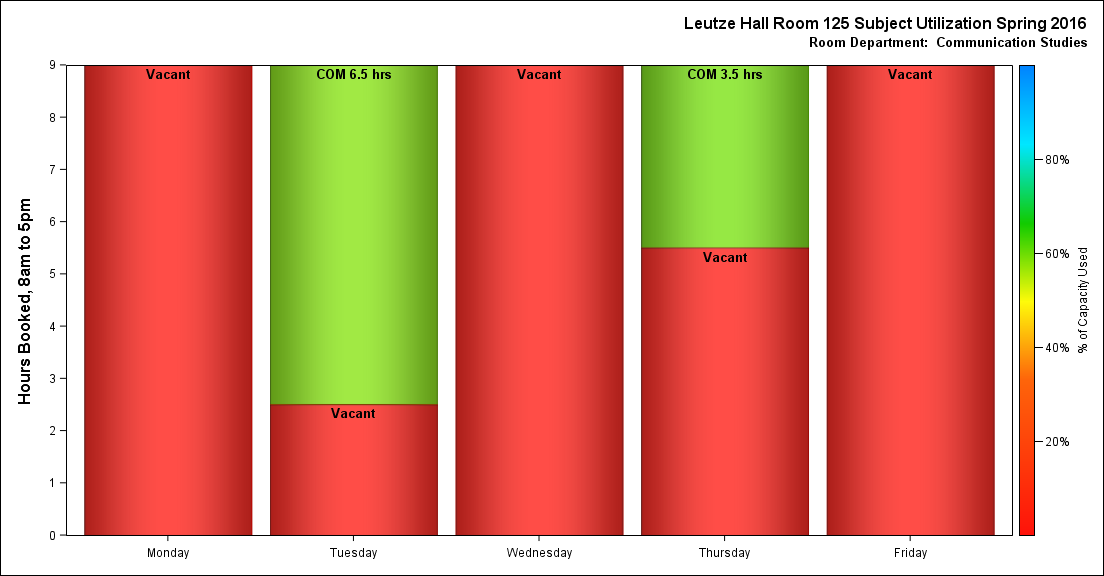 Leutze Hall Room 125 Subject Utilization Spring 2016
Room Department:  Communication Studies
Hours Booked, 8am to 5pm
9
8
7
6
5
4
3
2
1
0
Vacant
COM 6.5 hrs
Vacant
Vacant
COM 3.5 hrs
Vacant
Vacant
Monday
Tuesday
Wednesday
Thursday
Friday
80%
60%
40%
20%
% of Capacity Used